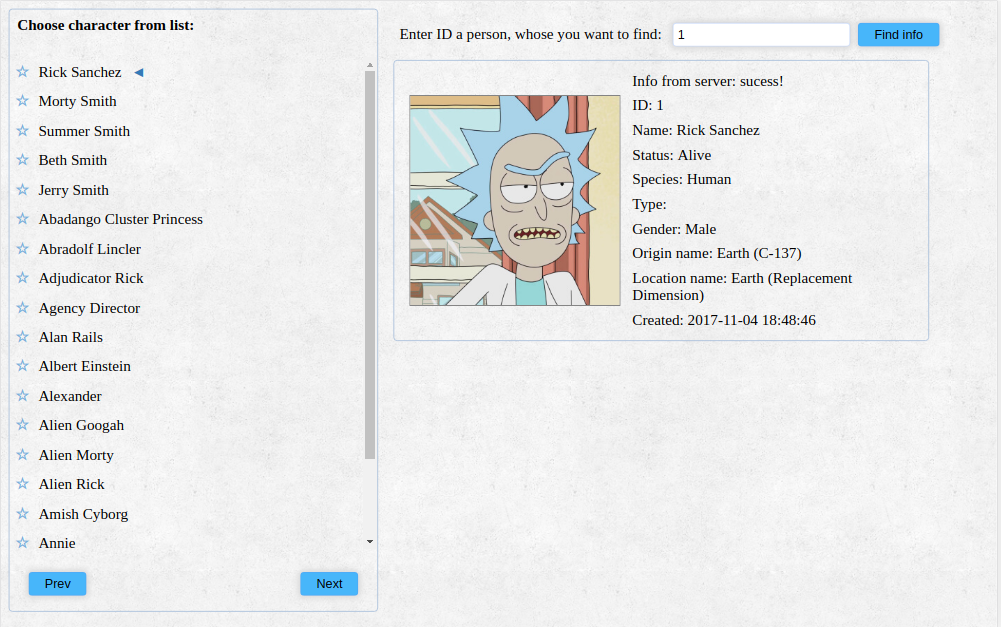 Choose character from list:
Rick Sanchez
Morty Smith
Summer Smith
Beth Smith
Jerry Smith
Abadango Cluster Princess
Abradolf Lincler
Adjudicator Rick
Agency Director
Alan Rails
Albert Einstein
Alexander
Alien Googah
Alien Morty
Alien Rick
Amish Cyborg
Annie
Prev
Next
Enter ID a person, whose you want to find:
1
Find info
Info from server: sucess!
ID: 1
Name: Rick Sanchez
Status: Alive
Species: Human
Type:
Gender: Male
Origin name: Earth (C-137)
Location name: Earth (Replacement
Dimension)
Created: 2017-11-04 18:48:46